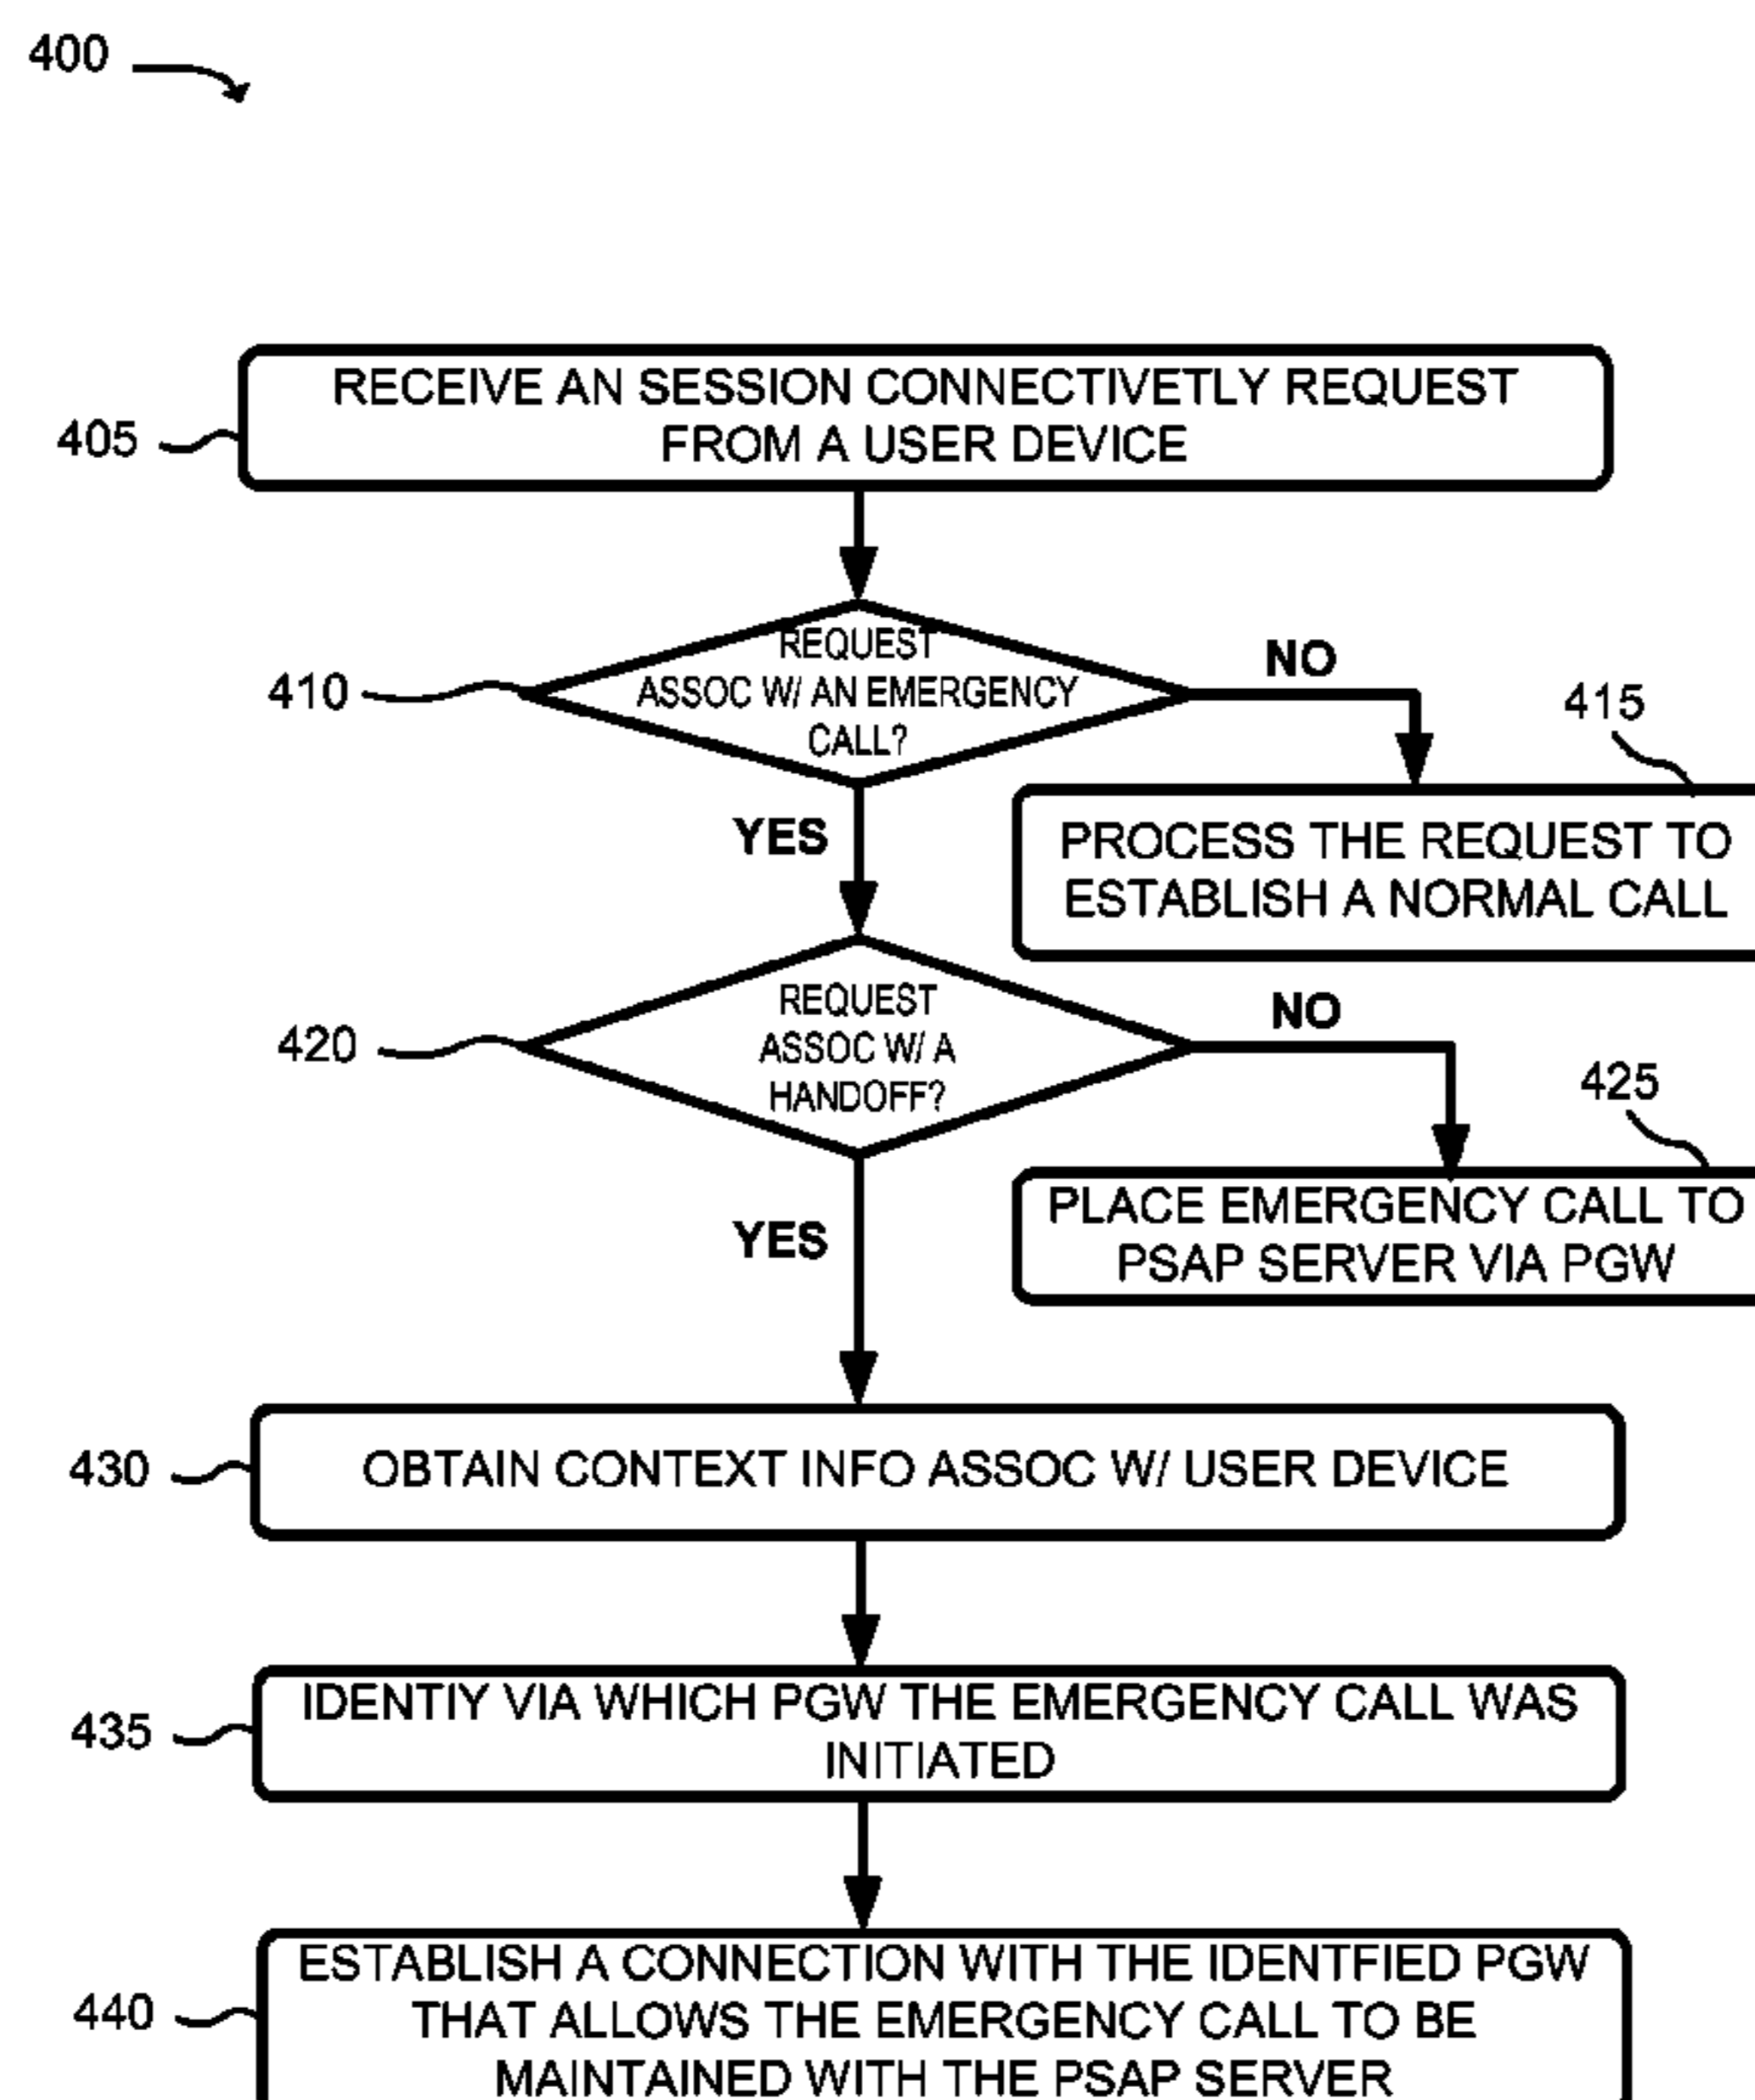 400
RECEIVE AN SESSION CONNECTIVETLY REQUEST
FROM A USER DEVICE
405
REQUEST
ASSOC W/ AN EMERGENCY
CALL?
410
NO
415
PROCESS THE REQUEST TO
ESTABLISH A NORMAL CALL
YES
REQUEST
ASSOC W/ A
HANDOFF?
420
NO
425
PLACE EMERGENCY CALL TO
PSAP SERVER VIA PGW
YES
430
OBTAIN CONTEXT INFO ASSOC W/ USER DEVICE
435
IDENTIY VIA WHICH PGW THE EMERGENCY CALL WAS
INITIATED
440
ESTABLISH A CONNECTION WITH THE IDENTFIED PGW
THAT ALLOWS THE EMERGENCY CALL TO BE
MAINTAINED WITH THE PSAP SERVER